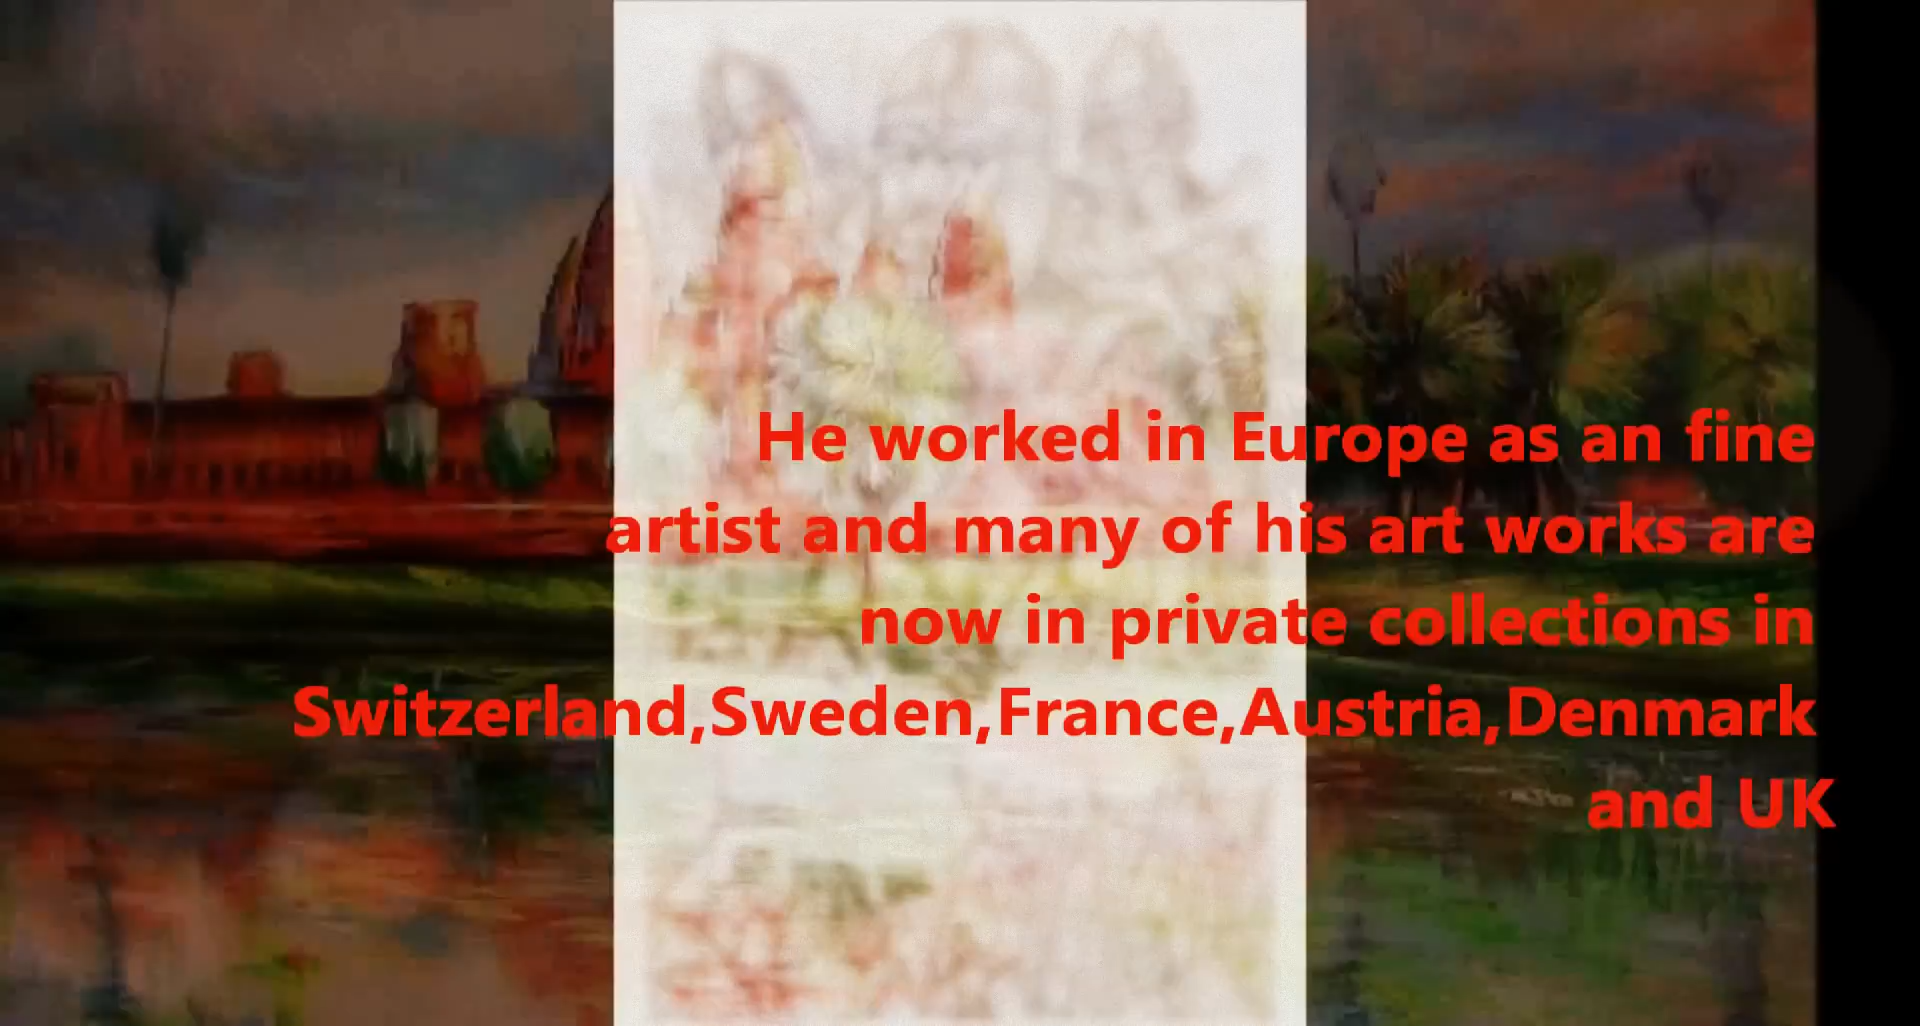 He worked in Europe as an fine
artist and many of his art works are
now in private collections in
Switzerland,Sweden,France,Austria,Denmark
and UK